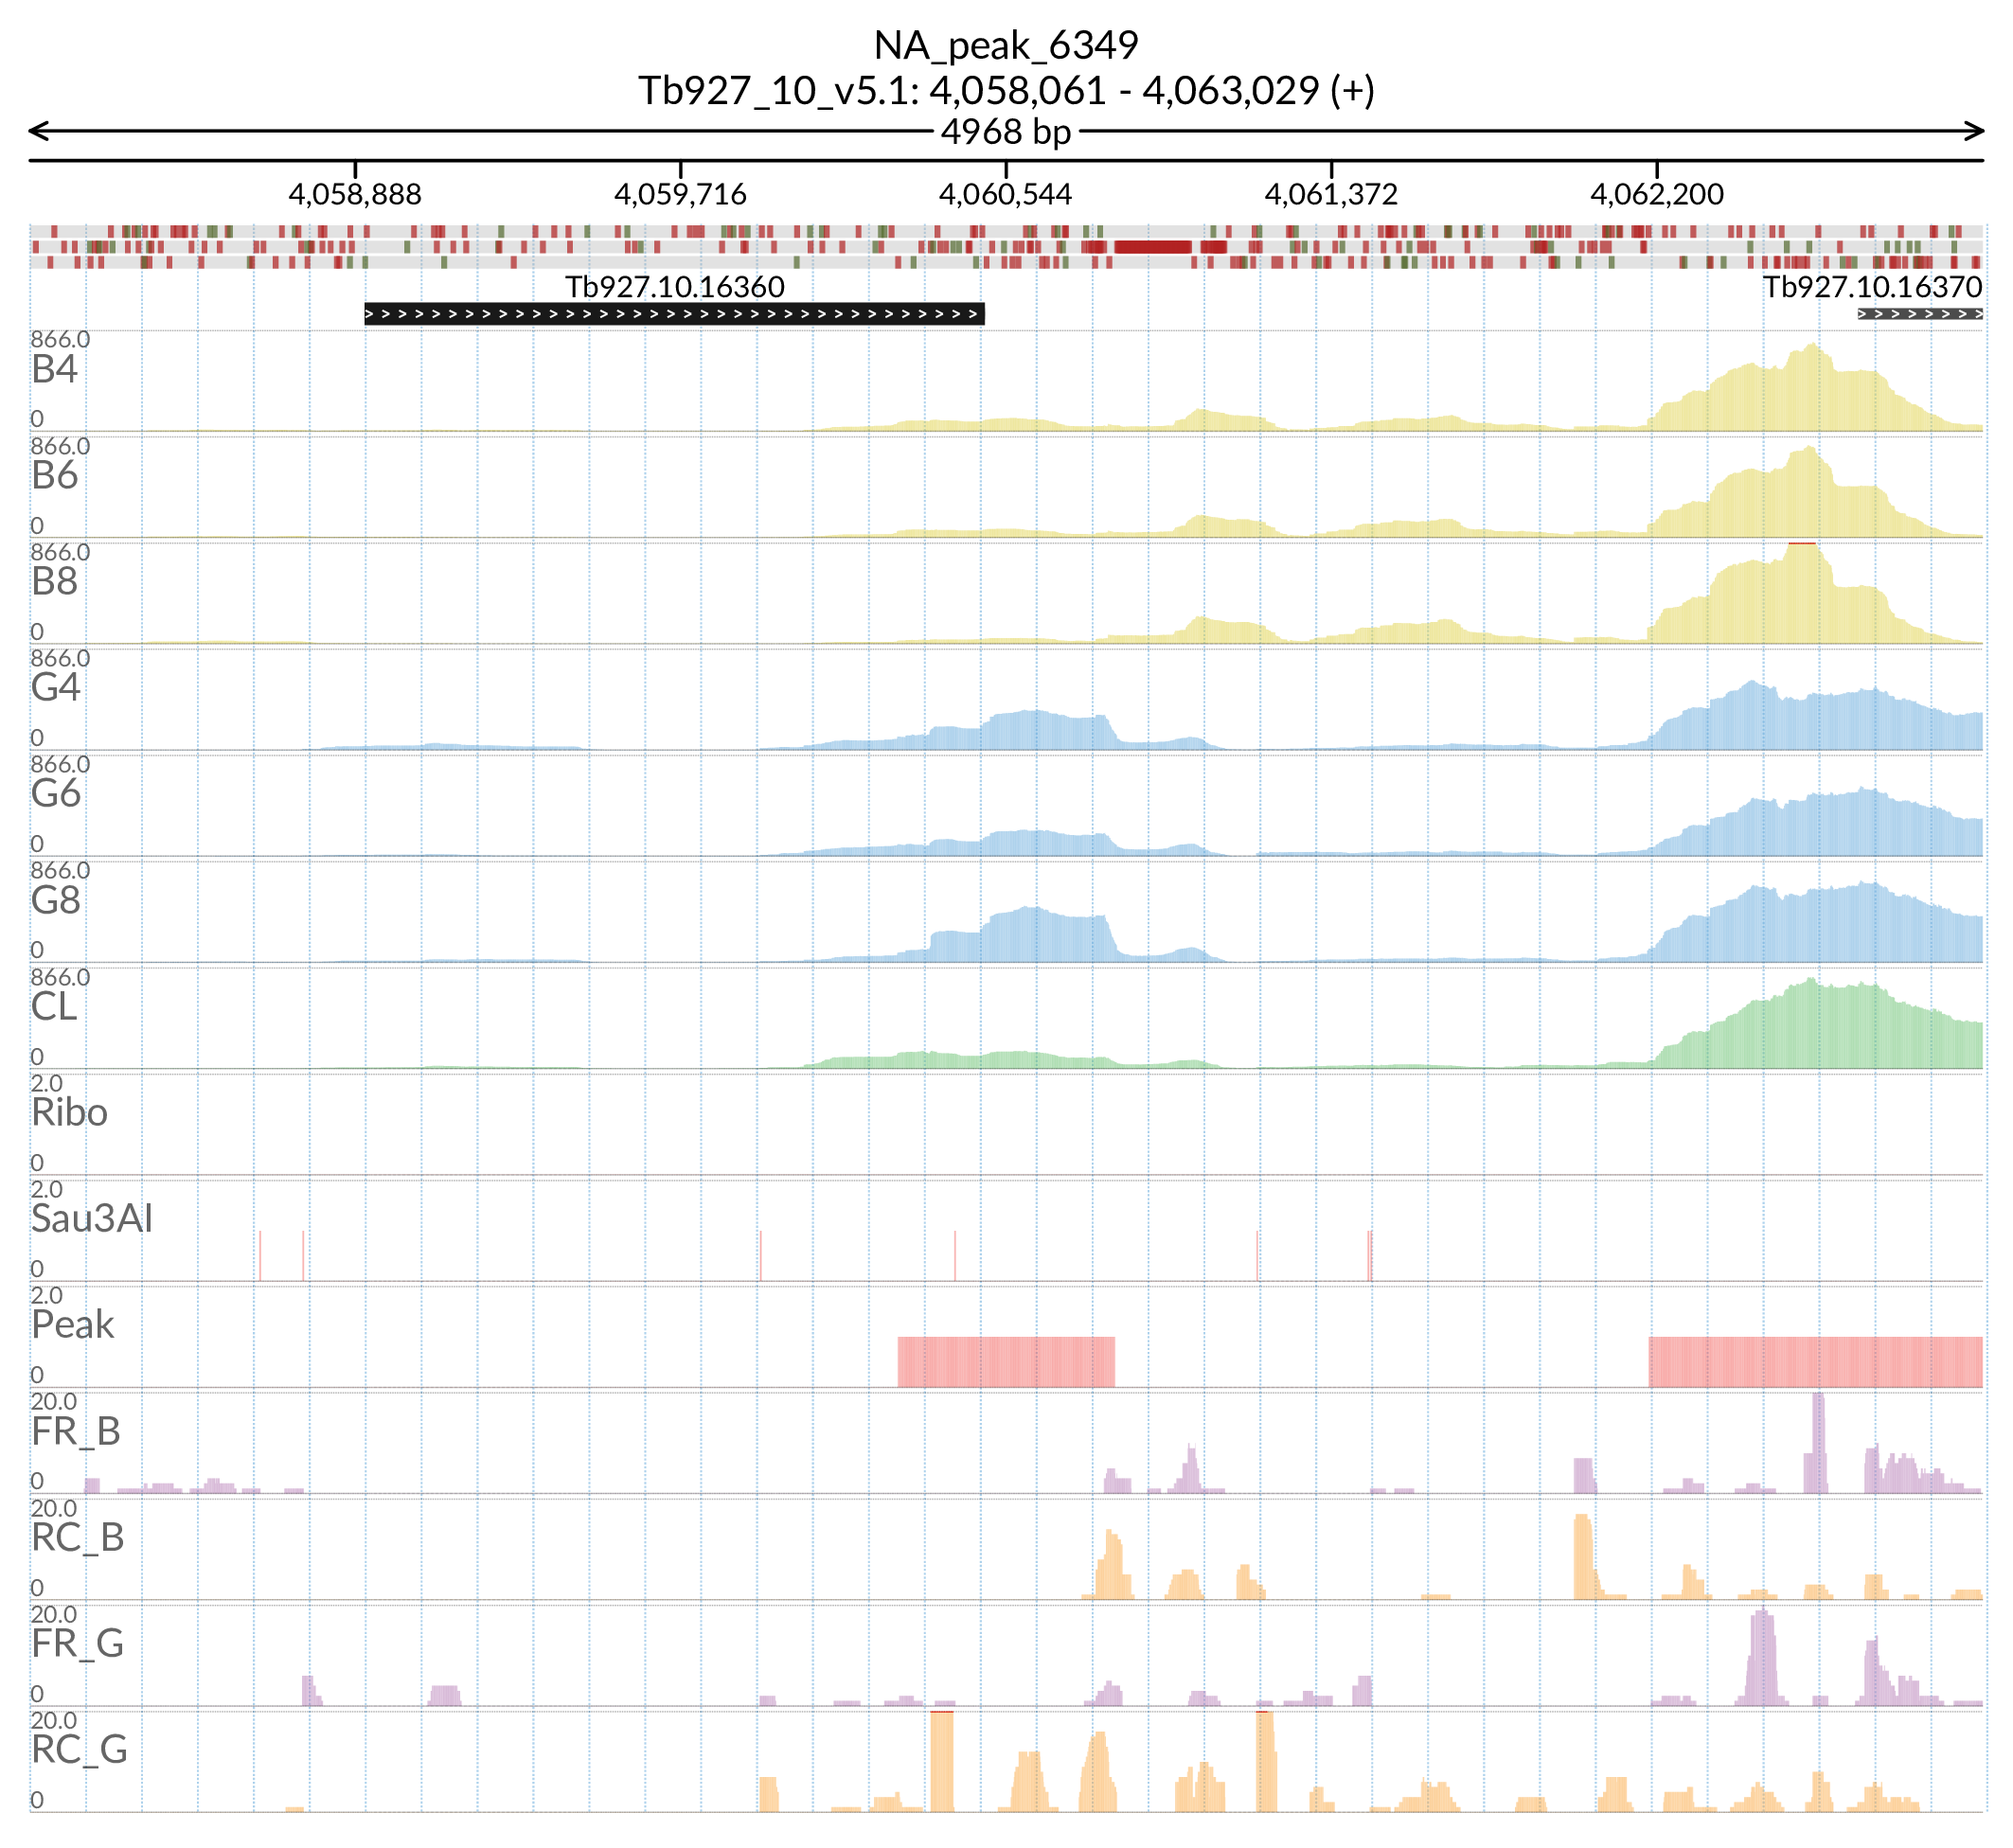 NA_peak_6349
Tb927_10_v5.1: 4,058,061 - 4,063,029 (+)
4968 bp
4,058,888 4,059,716 4,060,544 4,061,372 4,062,200
Tb927.10.16360 Tb927.10.16370
866.0
B4
0
866.0
B6
0
866.0
B8
0
866.0
G4
0
866.0
G6
0
866.0
G8
0
866.0
CL
0
2.0
Ribo
0
2.0
Sau3AI
0
2.0
Peak
0
20.0
FR_B
0
20.0
RC_B
0
20.0
FR_G
0
20.0
RC_G
0